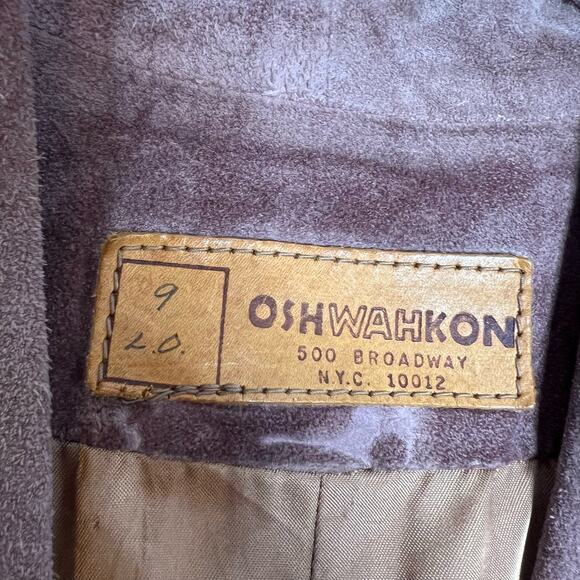 9
L.O.
OSHWAHKON
500 BROADWAY
N.Y.C. 10012